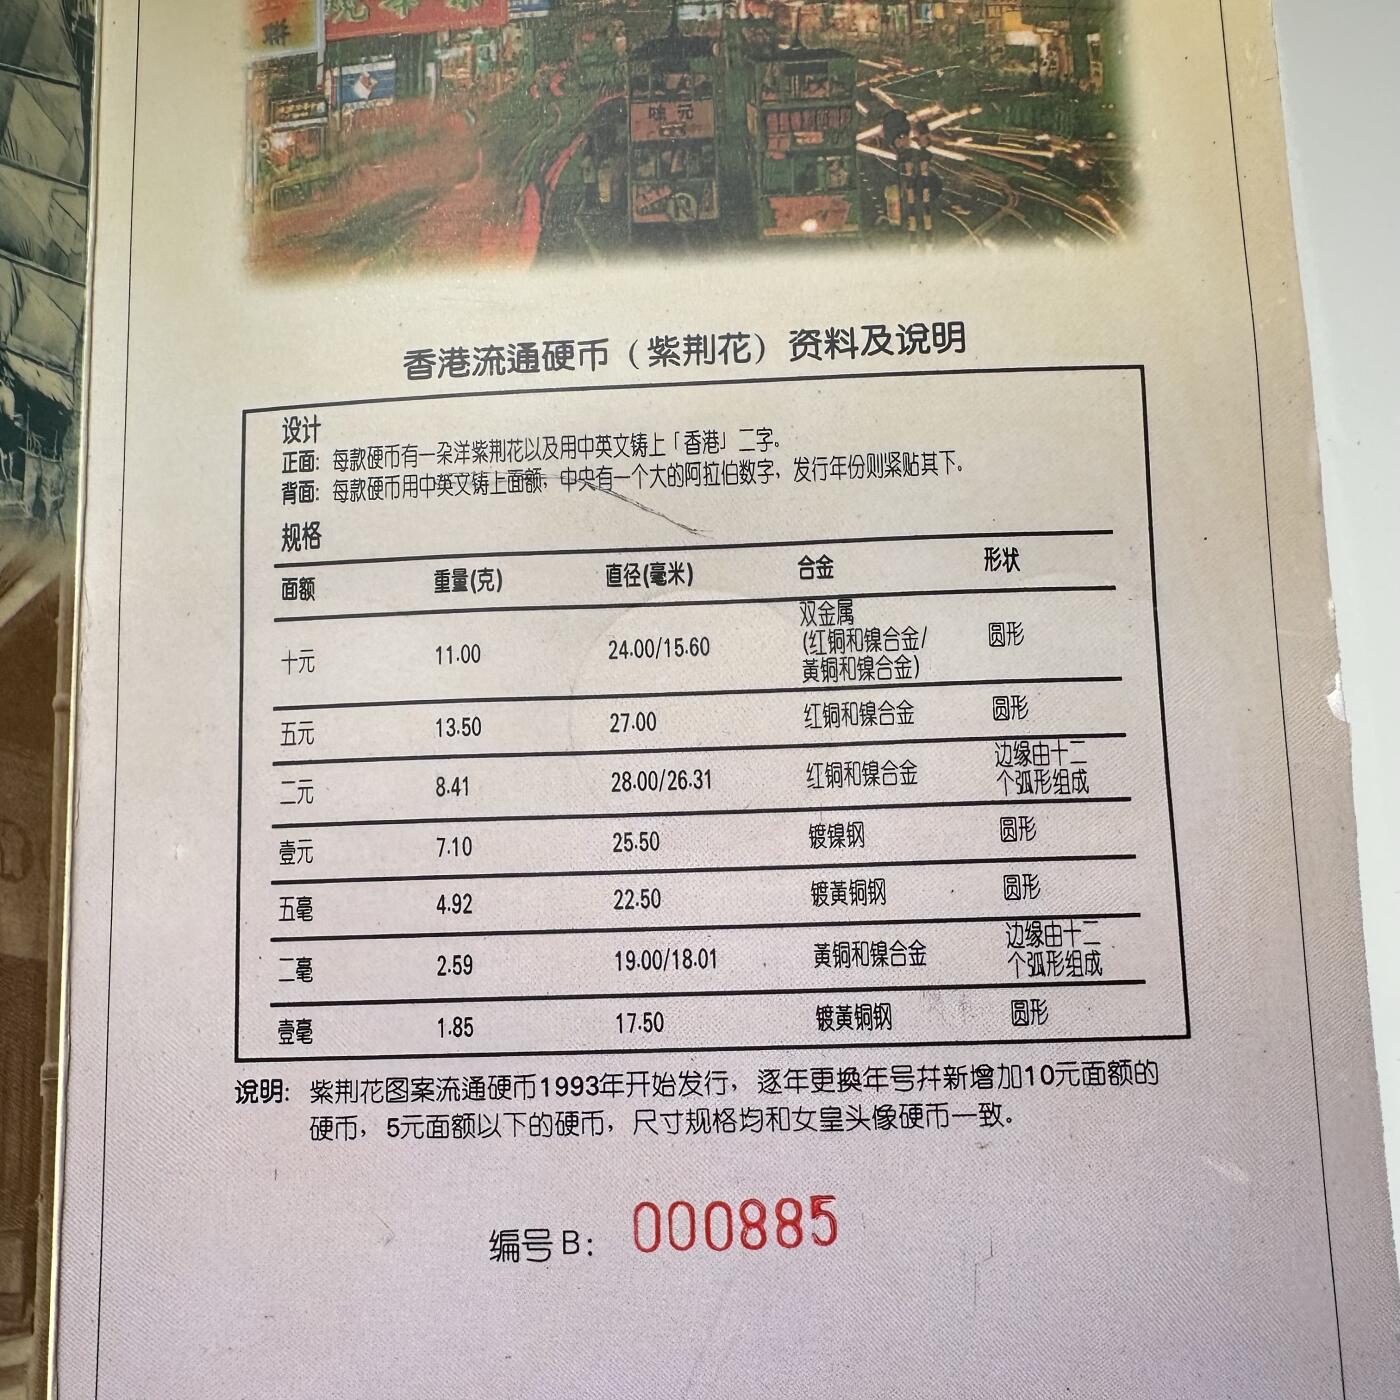 香港流通硬币（紫荆花）资料及说明
设计
正面: 每款硬币有一朵洋紫荆花以及用中英文铸上「香港」二字。
背面: 每款硬币用中英文铸上面额，中央有一个大的阿拉伯数字，发行年份则紧贴其下。
规格
面额 重量(克) 直径(毫米) 合金 形状
十元 11.00 24.00/15.60 双金属 (红铜和镍合金/ 黄铜和镍合金) 圆形
五元 13.50 27.00 红铜和镍合金 圆形
二元 8.41 28.00/26.31 红铜和镍合金 边缘由十二 个弧形组成
壹元 7.10 25.50 镀镍钢 圆形
五毫 4.92 22.50 镀黄铜钢 圆形
二毫 2.59 19.00/18.01 黄铜和镍合金 边缘由十二 个弧形组成
壹毫 1.85 17.50 镀黄铜钢 圆形
说明: 紫荆花图案流通硬币1993年开始发行，逐年更换年号并新增加10元面额的
硬币，5元面额以下的硬币，尺寸规格均和女皇头像硬币一致。
编号B: 000885